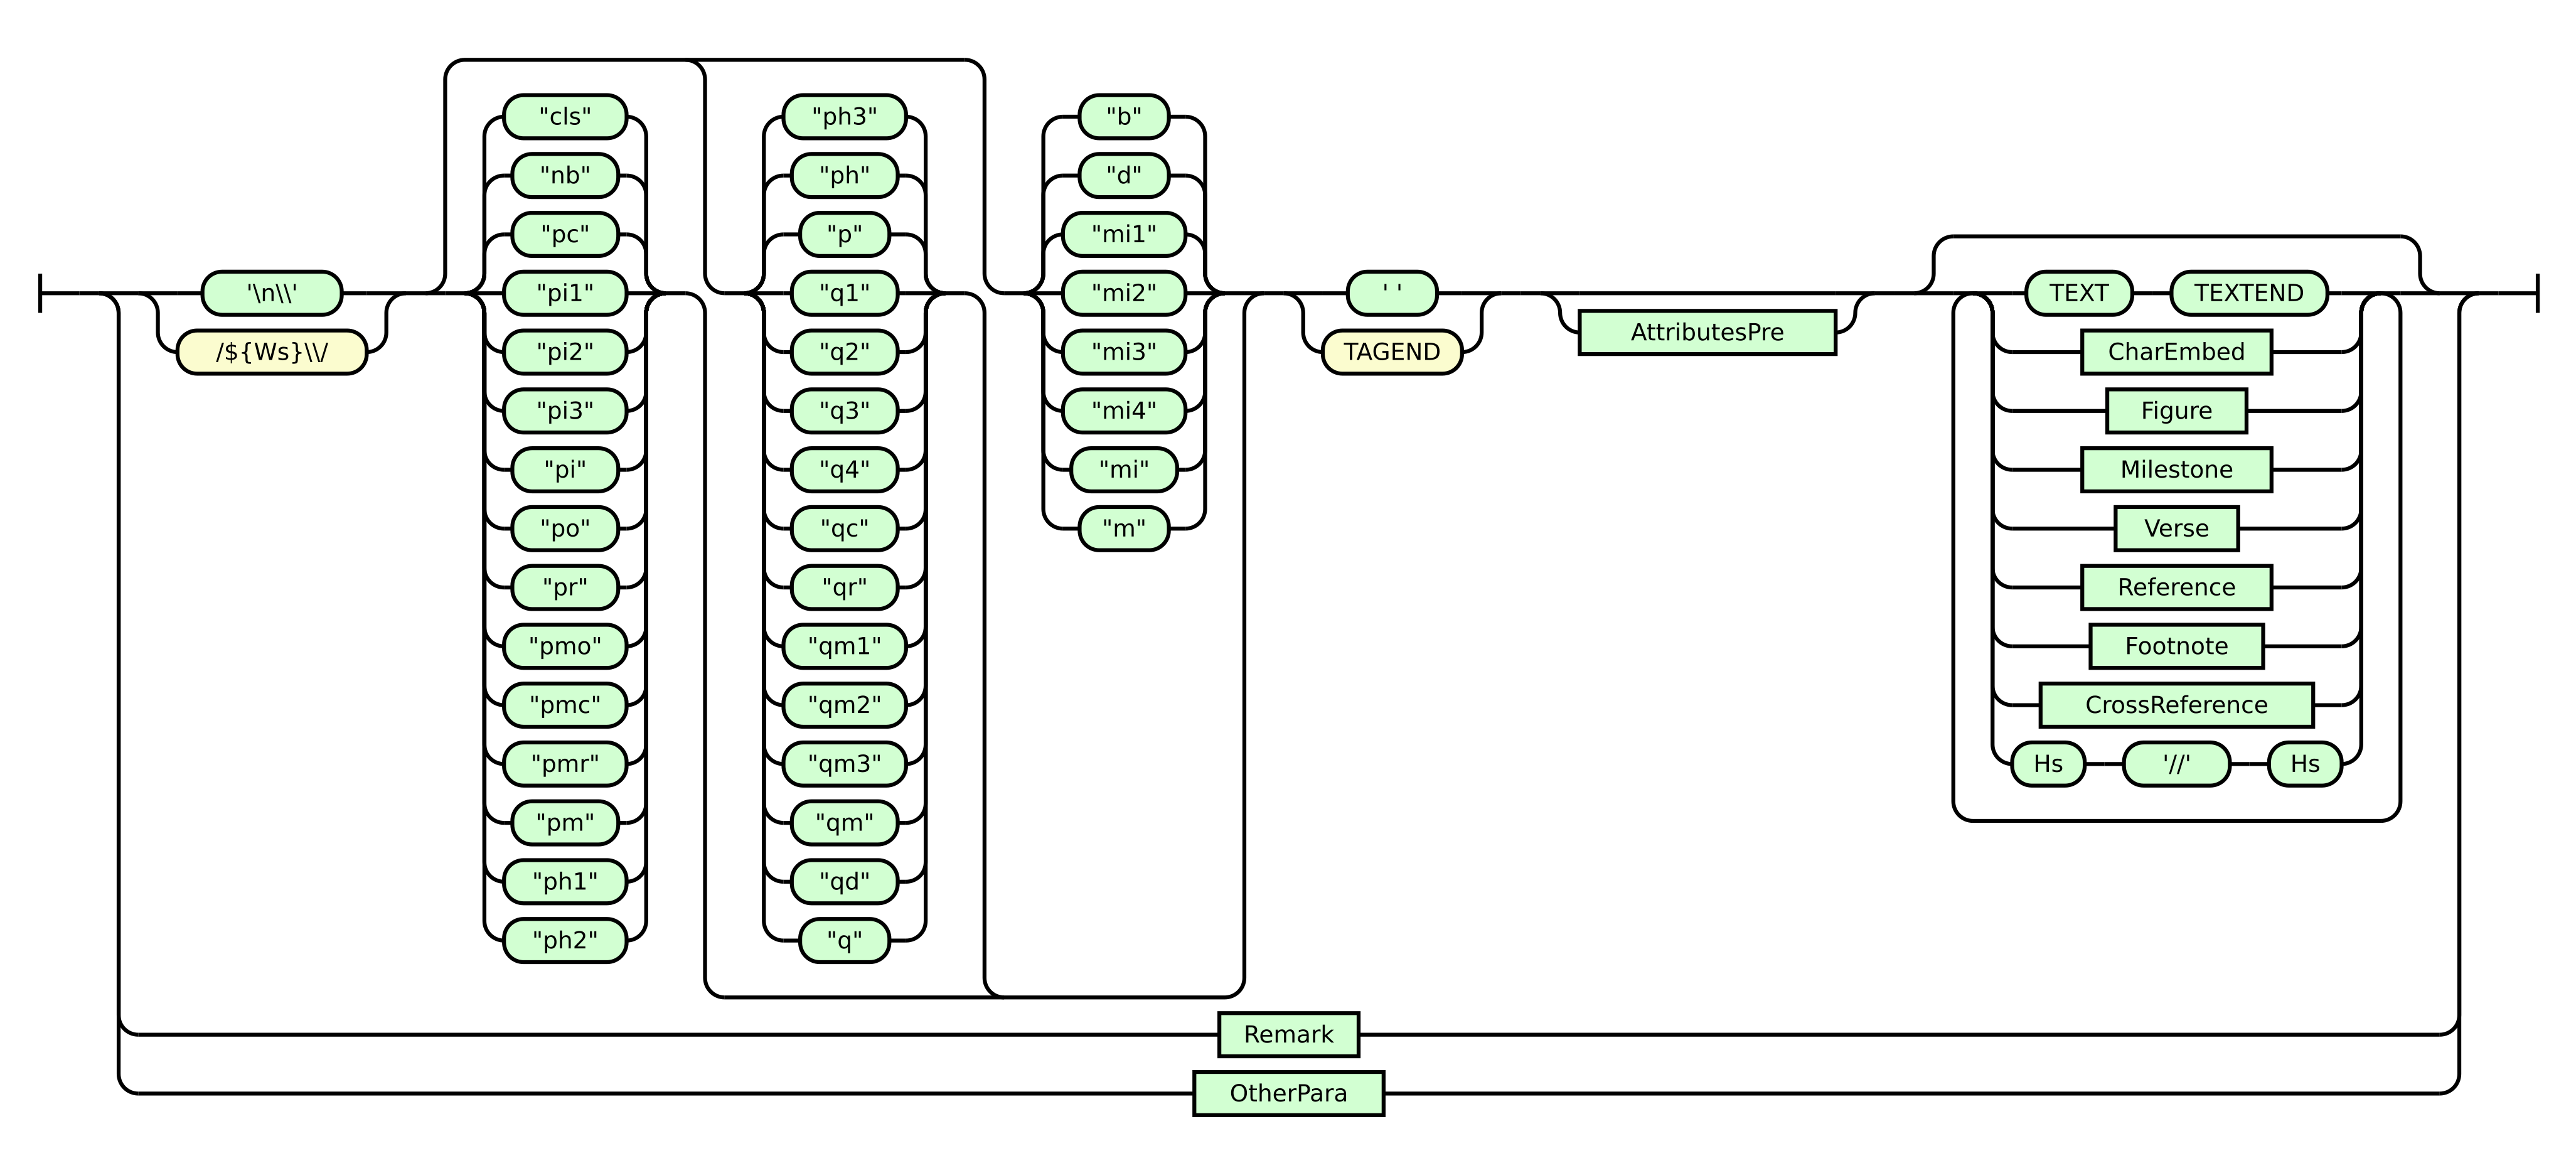 '\n\\'
/${Ws}\\/
"cls"
"nb"
"pc"
"pi1"
"pi2"
"pi3"
"pi"
"po"
"pr"
"pmo"
"pmc"
"pmr"
"pm"
"ph1"
"ph2"
"ph3"
"ph"
"p"
"q1"
"q2"
"q3"
"q4"
"qc"
"qr"
"qm1"
"qm2"
"qm3"
"qm"
"qd"
"q"
"b"
"d"
"mi1"
"mi2"
"mi3"
"mi4"
"mi"
"m"
' '
TAGEND
AttributesPre
TEXT TEXTEND
CharEmbed
Figure
Milestone
Verse
Reference
Footnote
CrossReference
Hs '//' Hs
Remark
OtherPara